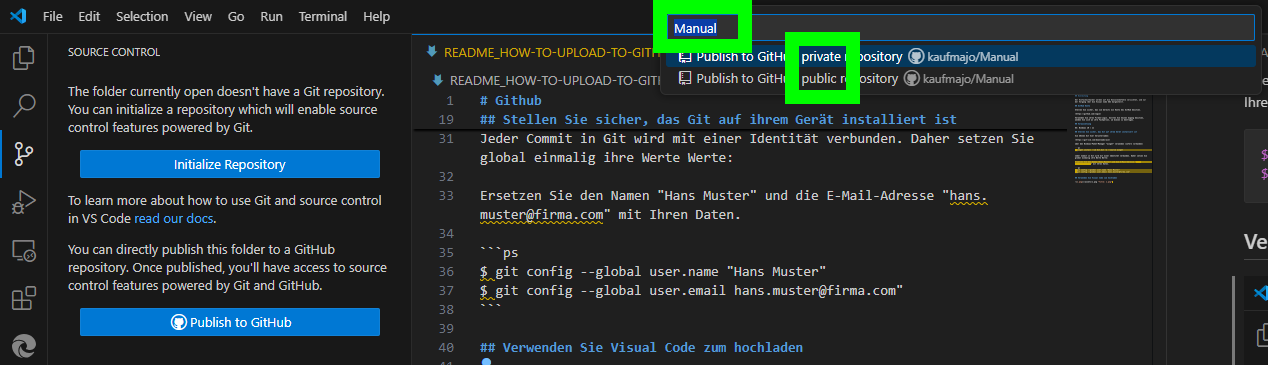 File Edit Selection View Go Run Terminal Help
Manual
Publish to GitHub private repository kaufmajo/Manual
Publish to GitHub public repository kaufmajo/Manual
SOURCE CONTROL
The folder currently open doesn't have a Git repository.
You can initialize a repository which will enable source
control features powered by Git.
Initialize Repository
To learn more about how to use Git and source control
in VS Code read our docs.
You can directly publish this folder to a GitHub
repository. Once published, you'll have access to source
control features powered by Git and GitHub.
Publish to GitHub
README_HOW-TO-UPLOAD-TO-GITH
README_HOW-TO-UPLOAD-TO-GITH
1 # Github
19 ## Stellen Sie sicher, das Git auf ihrem Gerät installiert ist
31 Jeder Commit in Git wird mit einer Identität verbunden. Daher setzen Sie
global einmalig ihre Werte Werte:
32
33 Ersetzen Sie den Namen "Hans Muster" und die E-Mail-Adresse "hans.
muster@firma.com" mit Ihren Daten.
34
35 ```ps
36 $ git config --global user.name "Hans Muster"
37 $ git config --global user.email hans.muster@firma.com"
38 ```
39
40 ## Verwenden Sie Visual Code zum hochladen
41
Ihre
$
$
Ve